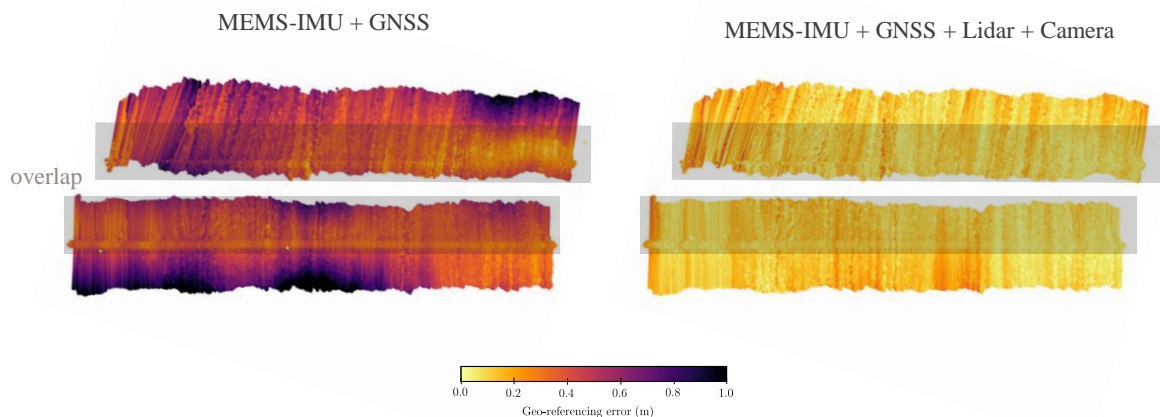 MEMS-IMU + GNSS
MEMS-IMU + GNSS + Lidar + Camera
overlap
0.0 0.2 0.4 0.6 0.8 1.0
Geo-referencing error (m)